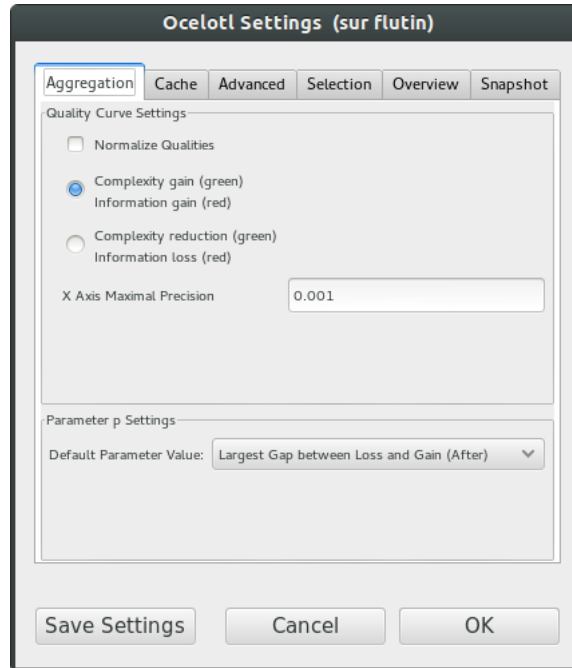 Ocelotl Settings (sur flutin)
Aggregation Cache Advanced Selection Overview Snapshot
Quality Curve Settings
Normalize Qualities
Complexity gain (green)
Information gain (red)
Complexity reduction (green)
Information loss (red)
X Axis Maximal Precision 0.001
Parameter p Settings
Default Parameter Value: Largest Gap between Loss and Gain (After)
Save Settings Cancel OK